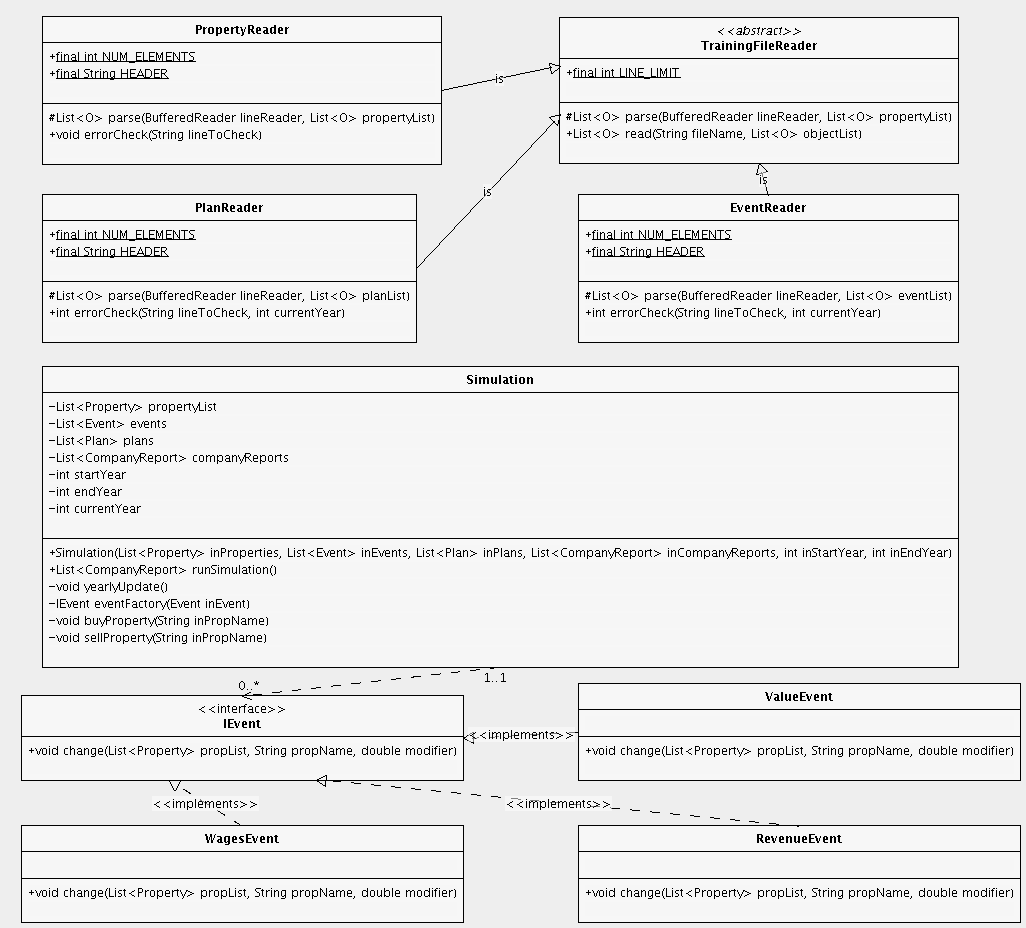 PropertyReader
+final int NUM_ELEMENTS
+final String HEADER
#List<O> parse(BufferedReader lineReader, List<O> propertyList)
+void errorCheck(String lineToCheck)
is
<<abstract>>
TrainingFileReader
+final int LINE_LIMIT
#List<O> parse(BufferedReader lineReader, List<O> propertyList)
+List<O> read(String fileName, List<O> objectList)
is
is
PlanReader
+final int NUM_ELEMENTS
+final String HEADER
#List<O> parse(BufferedReader lineReader, List<O> planList)
+int errorCheck(String lineToCheck, int currentYear)
EventReader
+final int NUM_ELEMENTS
+final String HEADER
#List<O> parse(BufferedReader lineReader, List<O> eventList)
+int errorCheck(String lineToCheck, int currentYear)
Simulation
-List<Property> propertyList
-List<Event> events
-List<Plan> plans
-List<CompanyReport> companyReports
-int startYear
-int endYear
-int currentYear
+Simulation(List<Property> inProperties, List<Event> inEvents, List<Plan> inPlans, List<CompanyReport> inCompanyReports, int inStartYear, int inEndYear)
+List<CompanyReport> runSimulation()
-void yearlyUpdate()
-IEvent eventFactory(Event inEvent)
-void buyProperty(String inPropName)
-void sellProperty(String inPropName)
0..*
1..1
<<interface>>
IEvent
+void change(List<Property> propList, String propName, double modifier)
<<implements>>
ValueEvent
+void change(List<Property> propList, String propName, double modifier)
<<implements>>
<<implements>>
WagesEvent
+void change(List<Property> propList, String propName, double modifier)
RevenueEvent
+void change(List<Property> propList, String propName, double modifier)